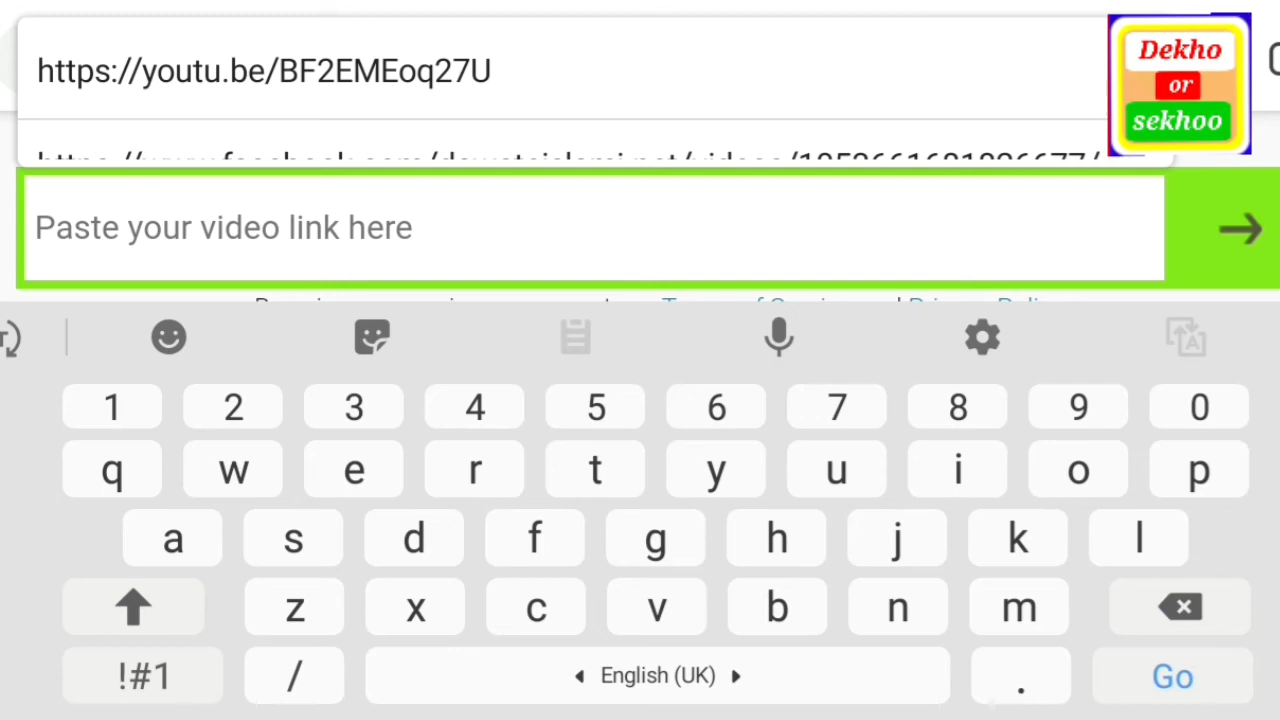 https://youtu.be/BF2EMEoq27U
Dekho
or
sekhoo
Paste your video link here
1 2 3 4 5 6 7 8 9 0
q w e r t y u i o p
a s d f g h j k l
z x c v b n m
!#1 / English (UK) . Go